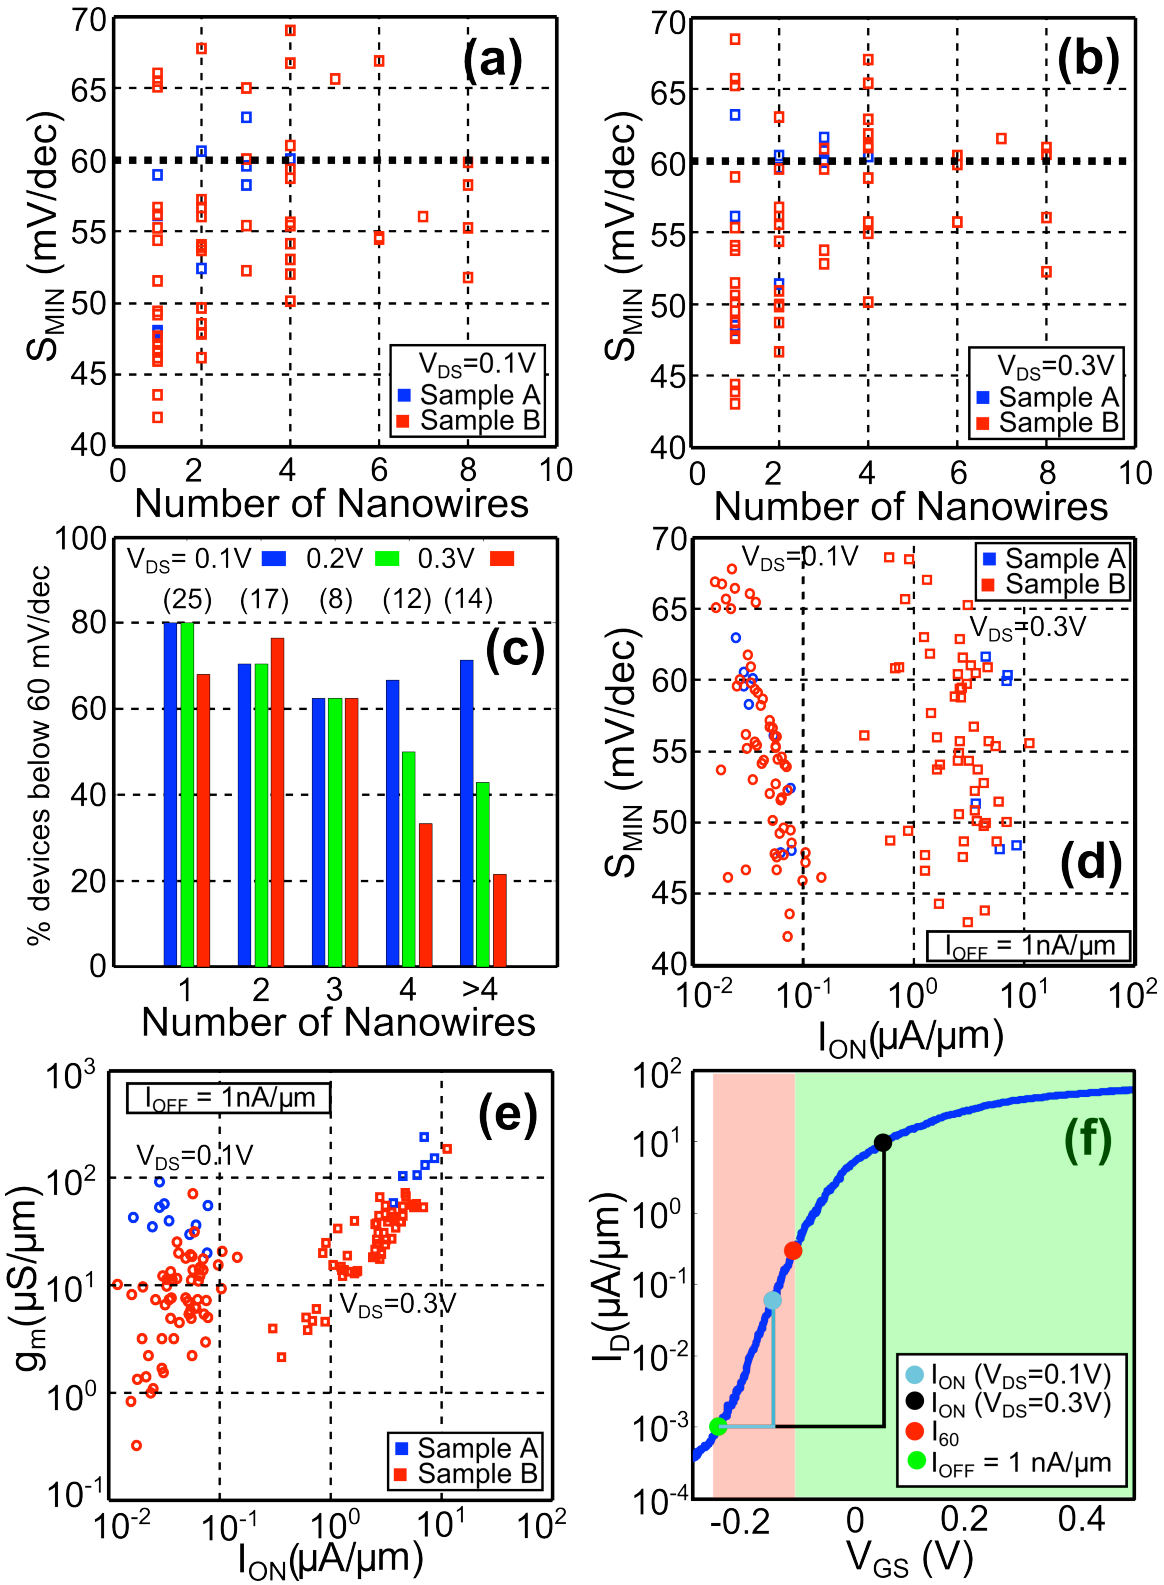 (a)
70
65
60
55
50
45
40
S_MIN (mV/dec)
V_DS=0.1V
Sample A
Sample B
0 2 4 6 8 10
Number of Nanowires
(b)
70
65
60
55
50
45
40
S_MIN (mV/dec)
V_DS=0.3V
Sample A
Sample B
0 2 4 6 8 10
Number of Nanowires
(c)
100
80
60
40
20
0
% devices below 60 mV/dec
V_DS= 0.1V 0.2V 0.3V
(25) (17) (8) (12) (14)
1 2 3 4 >4
Number of Nanowires
(d)
70
65
60
55
50
45
40
S_MIN (mV/dec)
V_DS=0.1V
Sample A
Sample B
V_DS=0.3V
I_OFF = 1nA/µm
10^-2 10^-1 10^0 10^1 10^2
I_ON(µA/µm)
(e)
10^3
10^2
10^1
10^0
10^-1
g_m(µS/µm)
I_OFF = 1nA/µm
V_DS=0.1V
V_DS=0.3V
Sample A
Sample B
10^-2 10^-1 10^0 10^1 10^2
I_ON(µA/µm)
(f)
10^2
10^1
10^0
10^-1
10^-2
10^-3
10^-4
I_D(µA/µm)
I_ON (V_DS=0.1V)
I_ON (V_DS=0.3V)
I_60
I_OFF = 1 nA/µm
-0.2 0 0.2 0.4
V_GS (V)